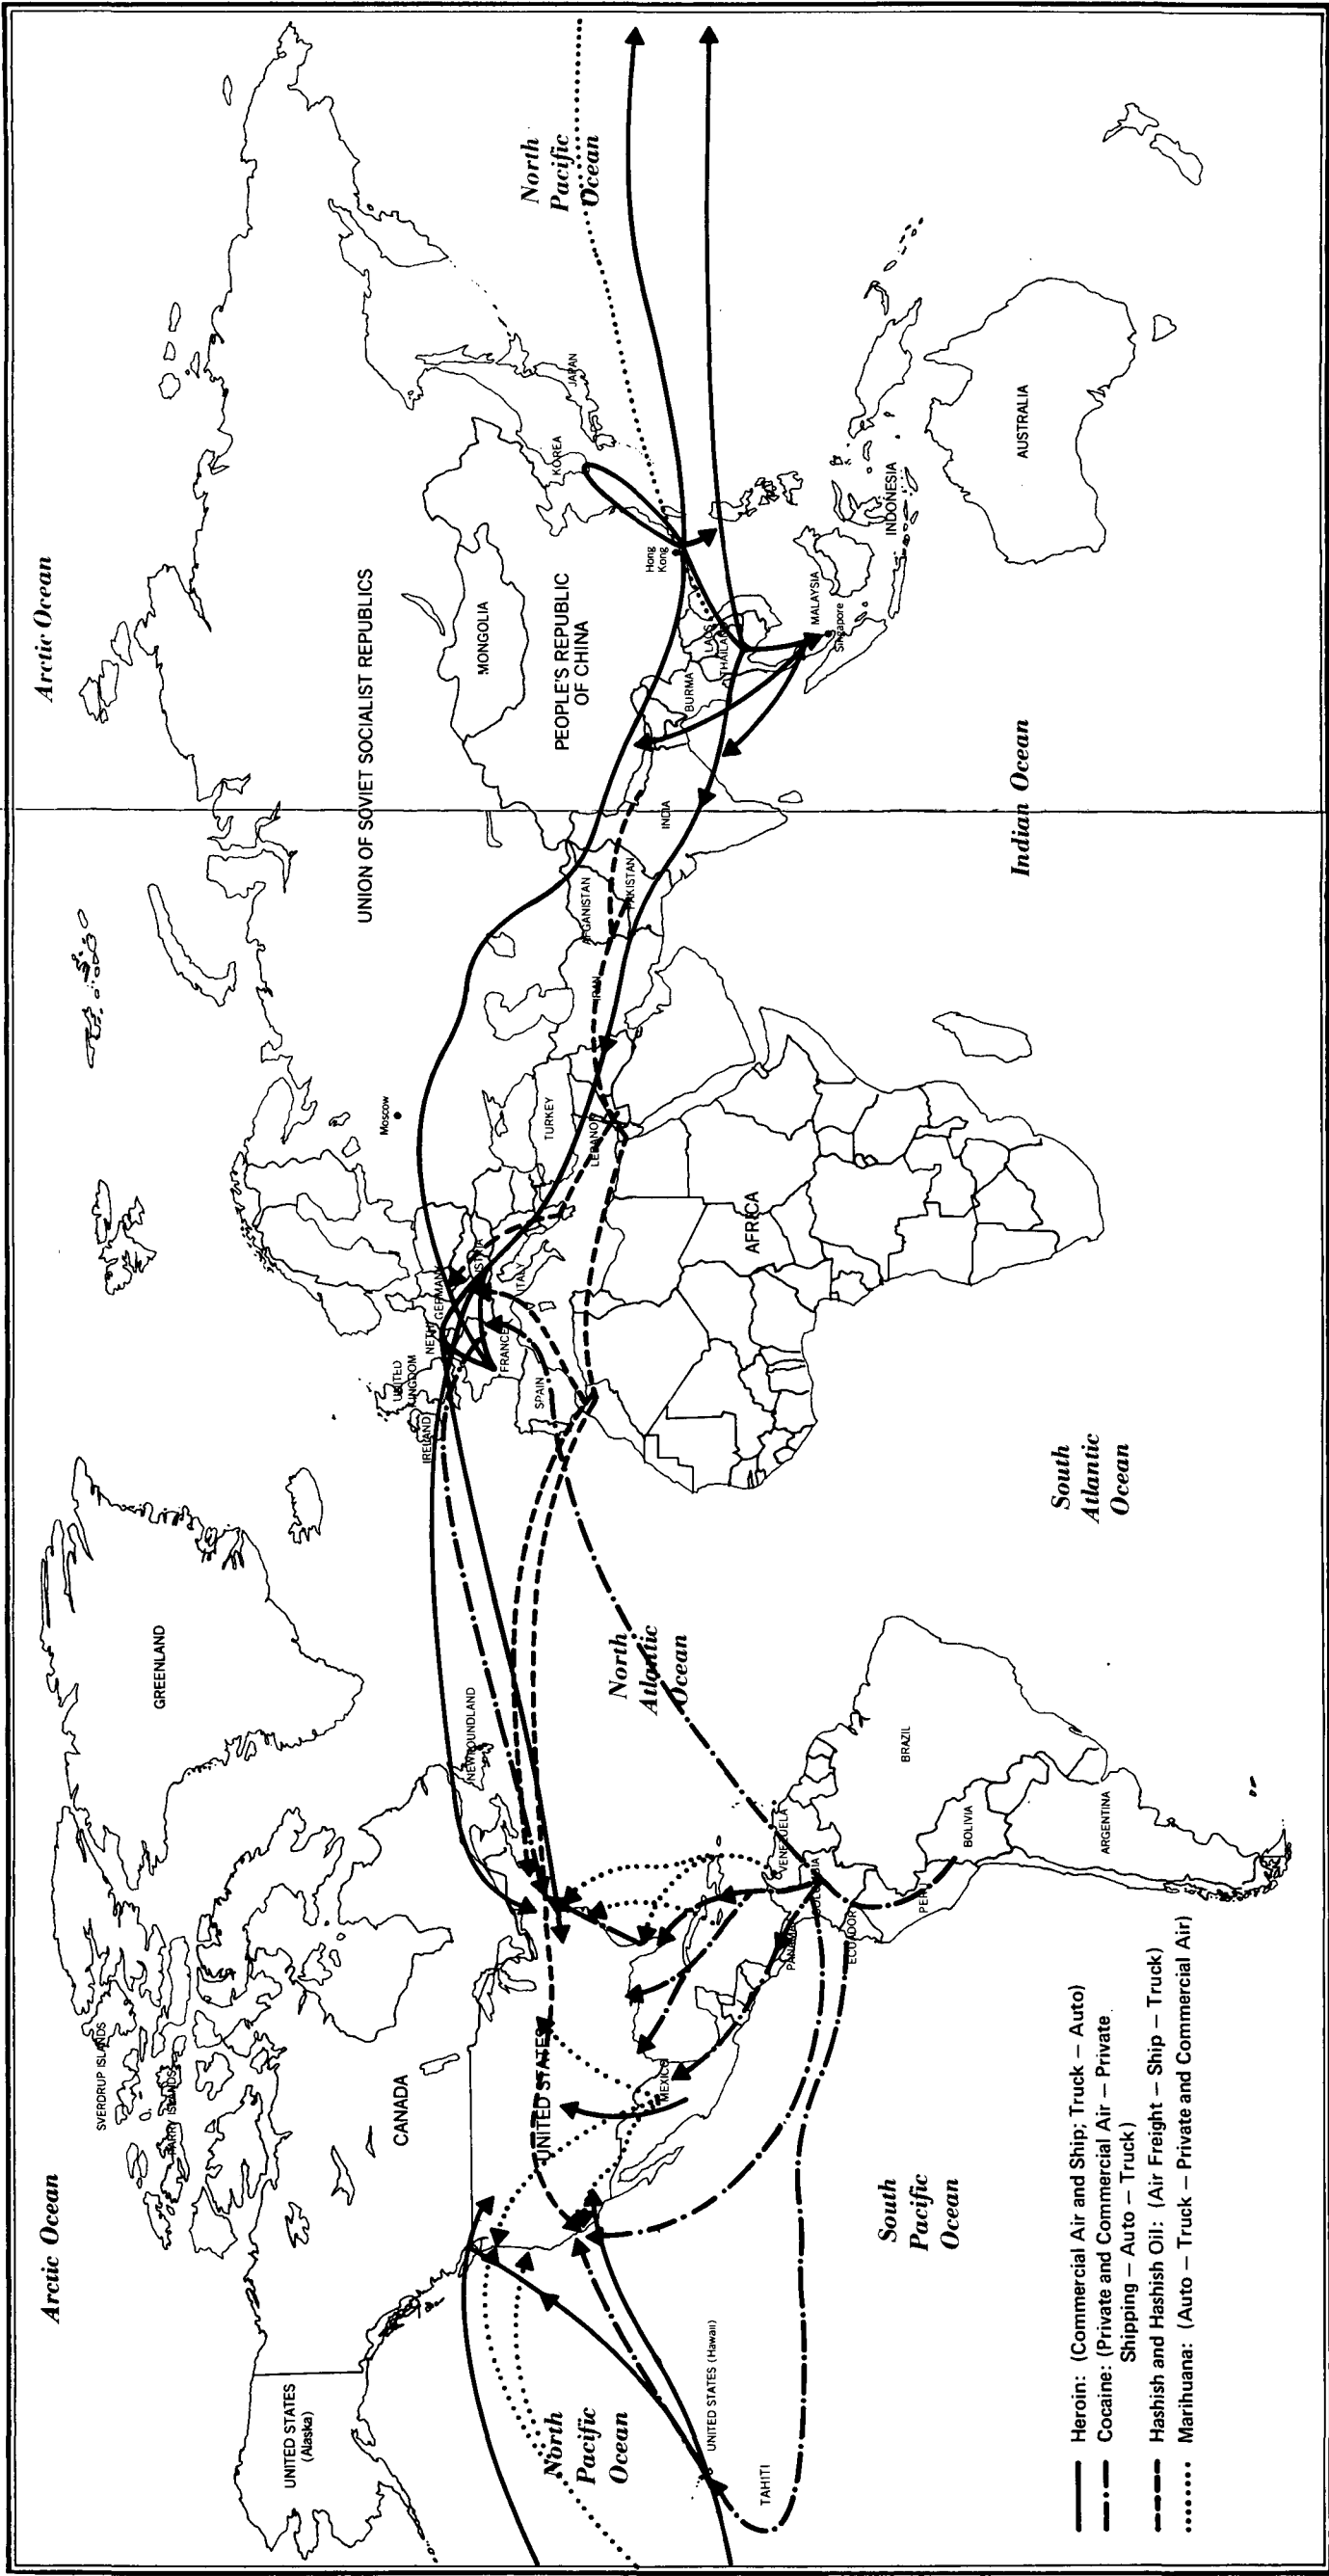 Arctic Ocean
Arctic Ocean
SVERDRUP ISLANDS
PARRY ISLANDS
GREENLAND
UNITED STATES
(Alaska)
CANADA
NEWFOUNDLAND
UNITED STATES
MEXICO
UNITED STATES (Hawaii)
TAHITI
North
Pacific
Ocean
South
Pacific
Ocean
North
Atlantic
Ocean
South
Atlantic
Ocean
PANAMA
VENEZUELA
COLOMBIA
ECUADOR
PERU
BRAZIL
BOLIVIA
ARGENTINA
IRELAND
UNITED
KINGDOM
NETH
GERMANY
FRANCE
SPAIN
ITALY
AUSTRIA
Moscow
TURKEY
LEBANON
IRAN
AFGANISTAN
PAKISTAN
INDIA
AFRICA
UNION OF SOVIET SOCIALIST REPUBLICS
MONGOLIA
PEOPLE'S REPUBLIC
OF CHINA
KOREA
JAPAN
Hong
Kong
BURMA
LAOS
THAILAND
MALAYSIA
Singapore
INDONESIA
AUSTRALIA
Indian Ocean
North
Pacific
Ocean
Heroin: (Commercial Air and Ship; Truck – Auto)
Cocaine: (Private and Commercial Air – Private
Shipping – Auto – Truck)
Hashish and Hashish Oil: (Air Freight – Ship – Truck)
Marihuana: (Auto – Truck – Private and Commercial Air)